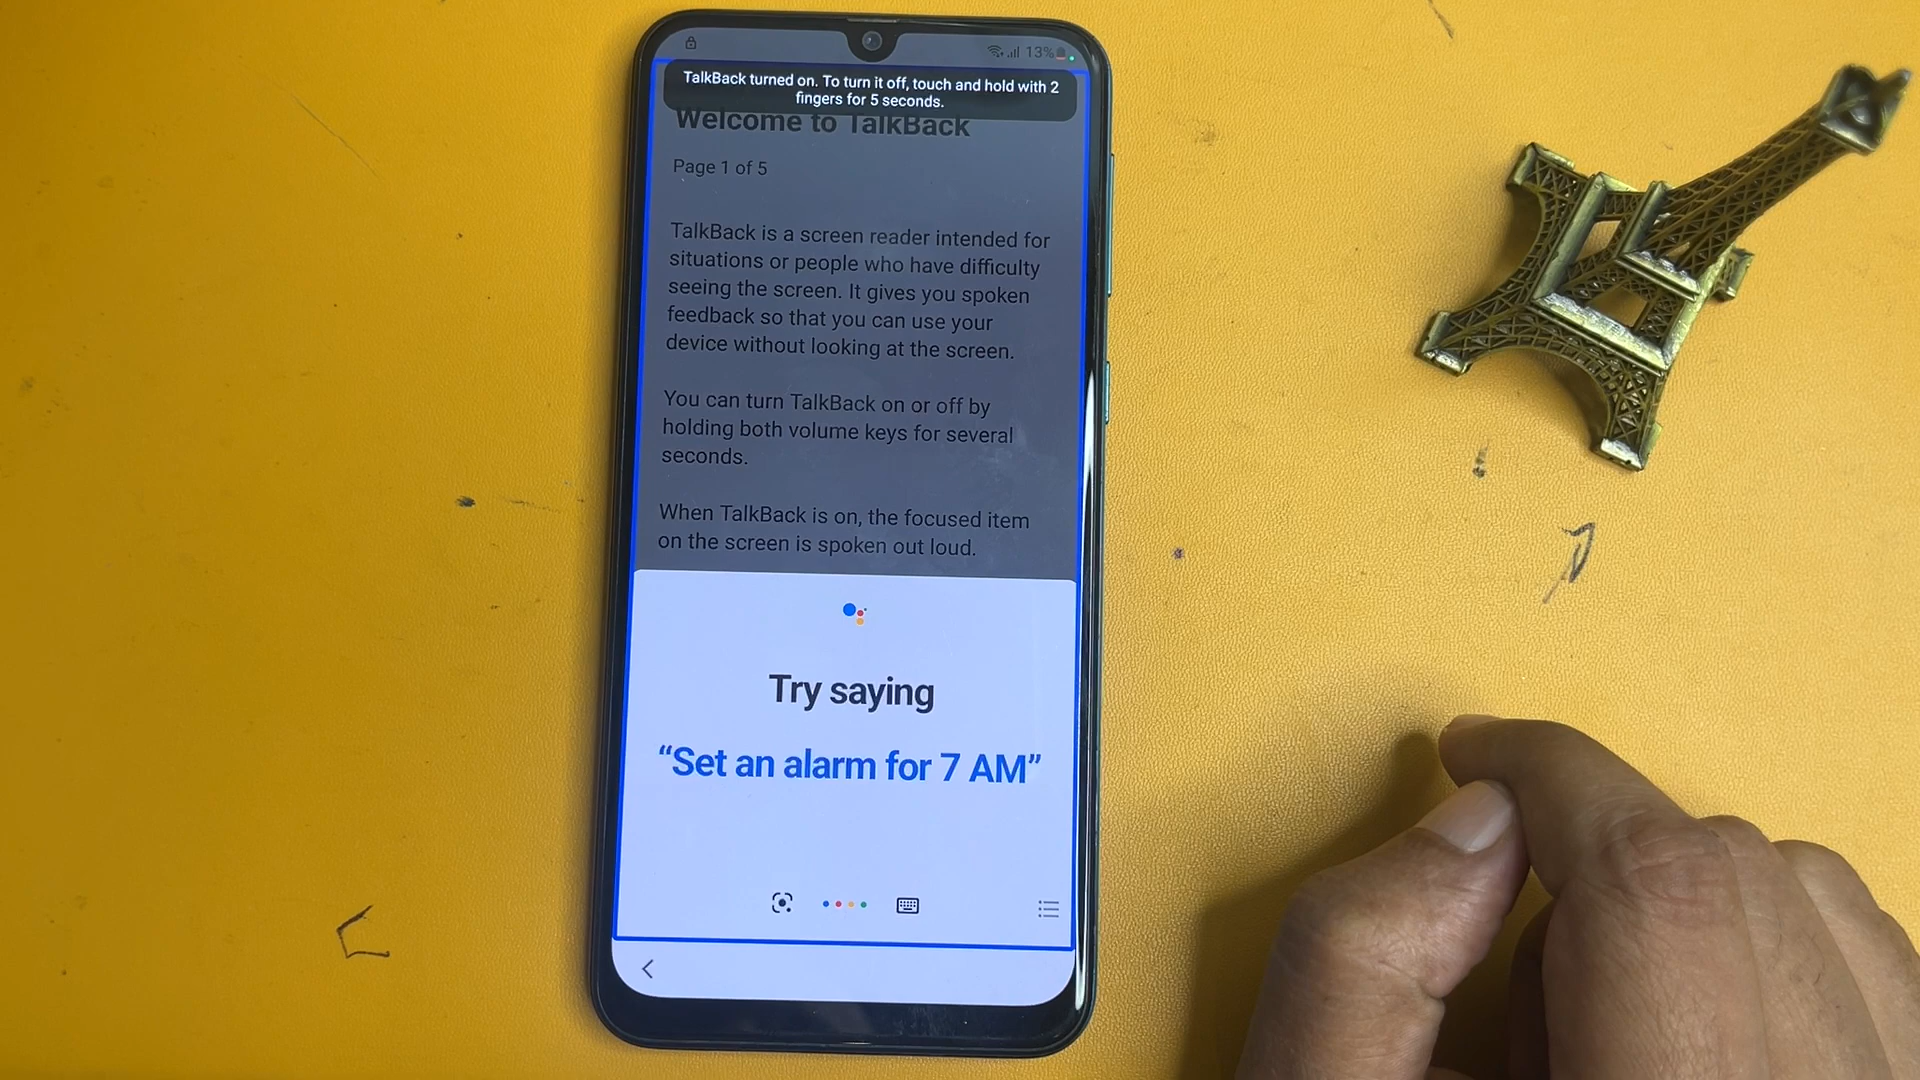 13%
TalkBack turned on. To turn it off, touch and hold with 2
fingers for 5 seconds.
Welcome to TalkBack
Page 1 of 5
TalkBack is a screen reader intended for
situations or people who have difficulty
seeing the screen. It gives you spoken
feedback so that you can use your
device without looking at the screen.
You can turn TalkBack on or off by
holding both volume keys for several
seconds.
When TalkBack is on, the focused item
on the screen is spoken out loud.
Try saying
“Set an alarm for 7 AM”